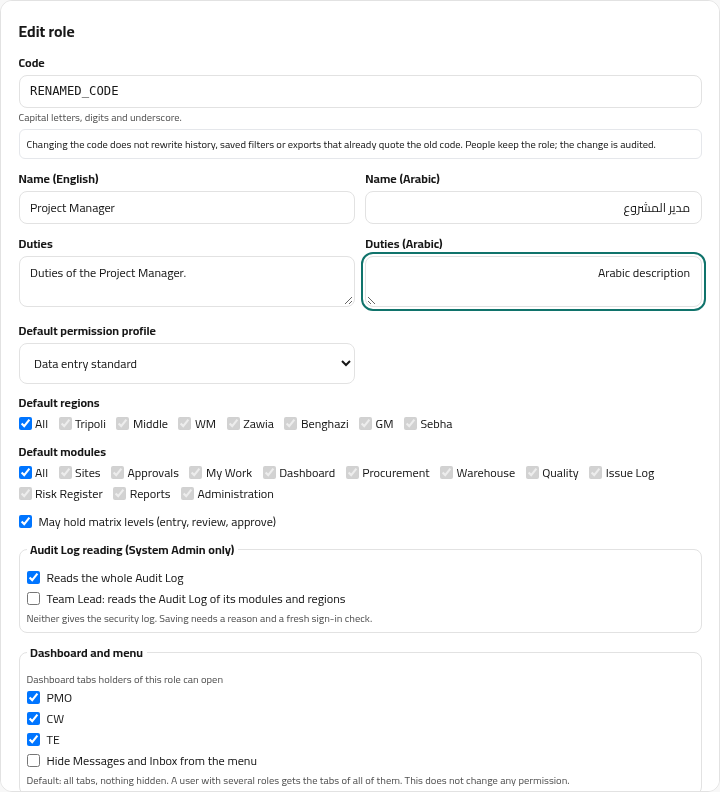 Edit role
Code
RENAMED_CODE
Capital letters, digits and underscore.
Changing the code does not rewrite history, saved filters or exports that already quote the old code. People keep the role; the change is audited.
Name (English) Name (Arabic)
Project Manager مدير المشروع
Duties Duties (Arabic)
Duties of the Project Manager. Arabic description
Default permission profile
Data entry standard
Default regions
All Tripoli Middle WM Zawia Benghazi GM Sebha
Default modules
All Sites Approvals My Work Dashboard Procurement Warehouse Quality Issue Log
Risk Register Reports Administration
May hold matrix levels (entry, review, approve)
Audit Log reading (System Admin only)
Reads the whole Audit Log
Team Lead: reads the Audit Log of its modules and regions
Neither gives the security log. Saving needs a reason and a fresh sign-in check.
Dashboard and menu
Dashboard tabs holders of this role can open
PMO
CW
TE
Hide Messages and Inbox from the menu
Default: all tabs, nothing hidden. A user with several roles gets the tabs of all of them. This does not change any permission.